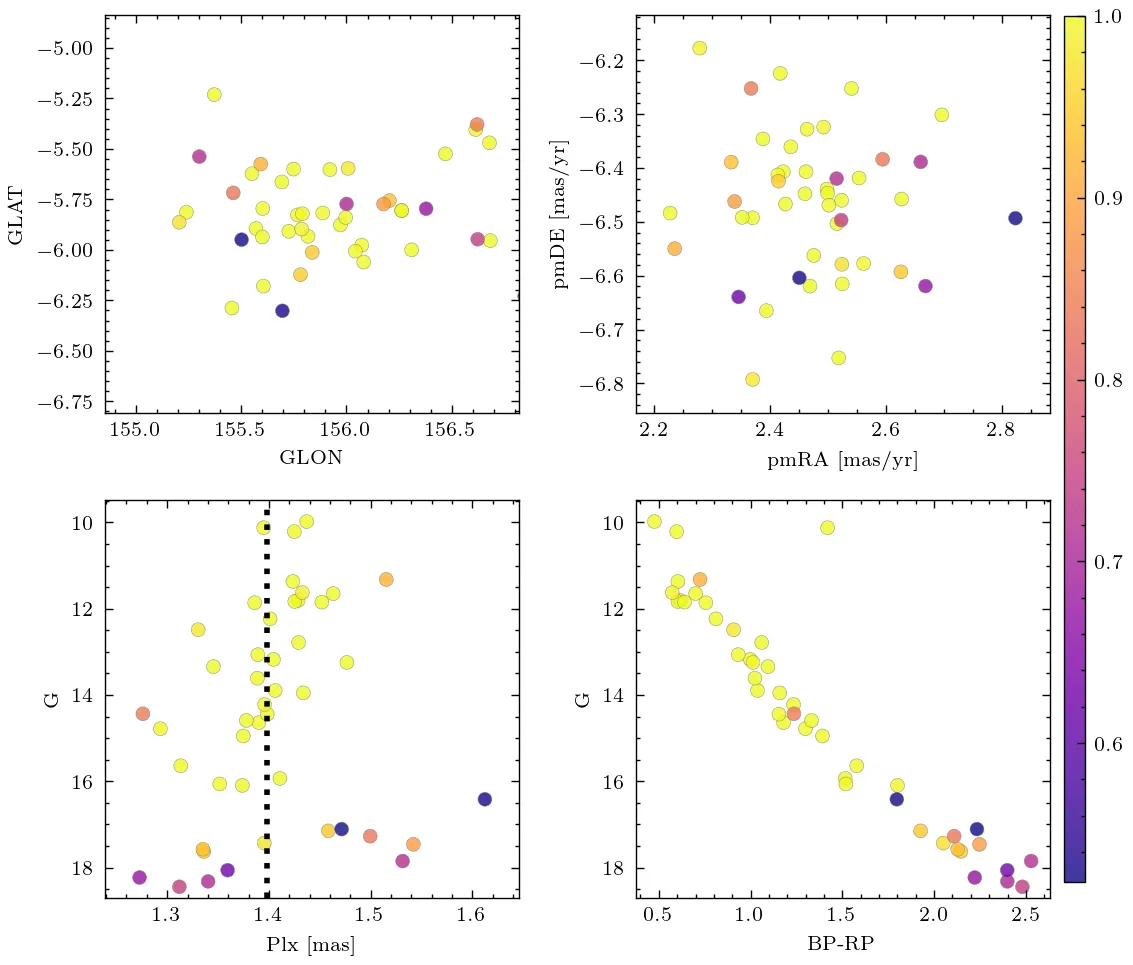 −5.00
−5.25
−5.50
−5.75
−6.00
−6.25
−6.50
−6.75
GLAT
155.0 155.5 156.0 156.5
GLON
−6.2
−6.3
−6.4
−6.5
−6.6
−6.7
−6.8
pmDE [mas/yr]
2.2 2.4 2.6 2.8
pmRA [mas/yr]
1.0
0.9
0.8
0.7
0.6
10
12
14
16
18
G
1.3 1.4 1.5 1.6
Plx [mas]
10
12
14
16
18
G
0.5 1.0 1.5 2.0 2.5
BP-RP